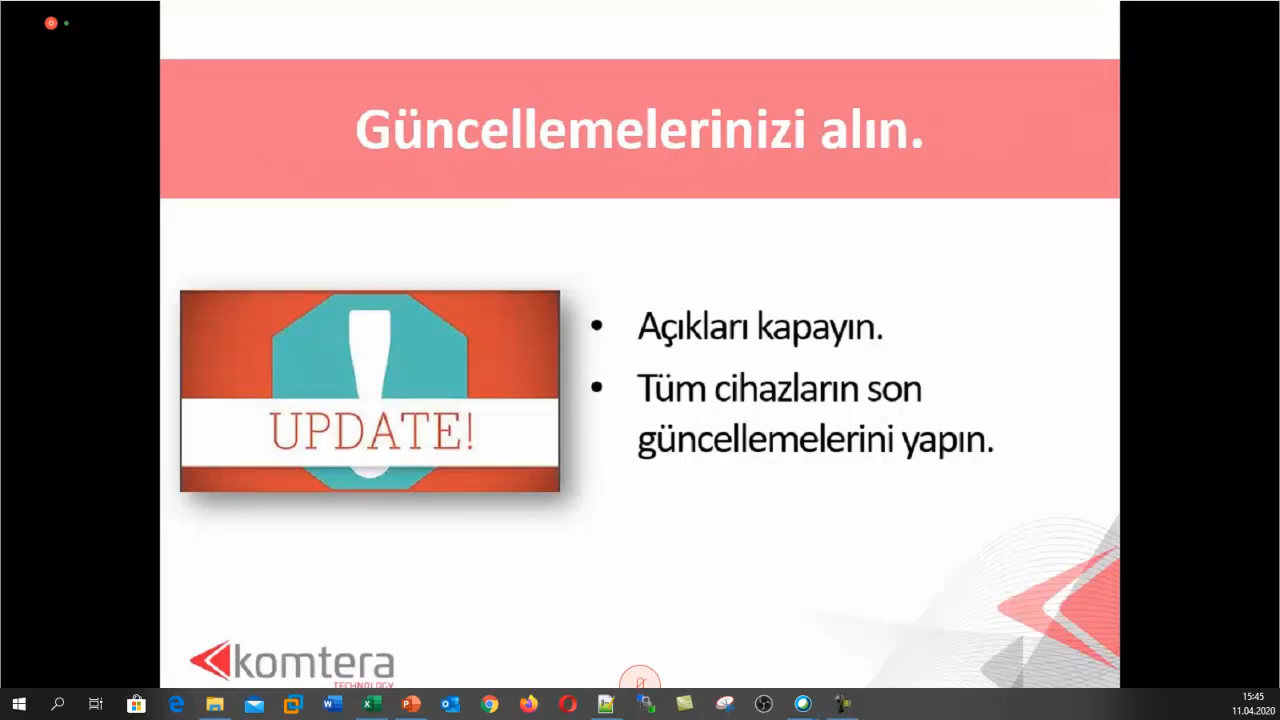 Güncellemelerinizi alın.
UPDATE!
• Açıkları kapayın.
• Tüm cihazların son
güncellemelerini yapın.
komtera
TECHNOLOGY
15:45
11.04.2020